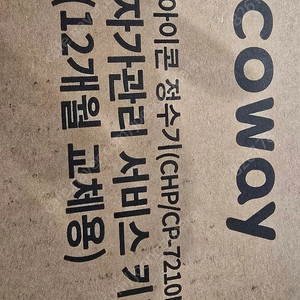 coway
아이콘 정수기(CHP/CP-7210N
자가관리 서비스 키
(12개월 교체용)